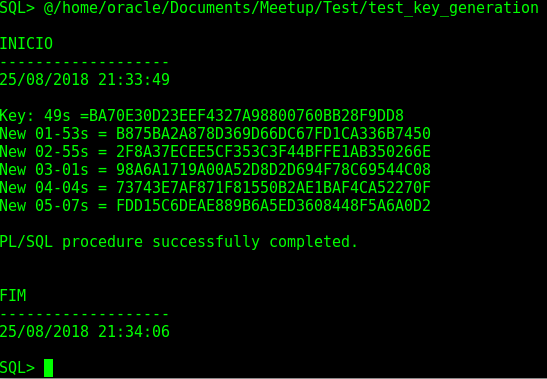 SQL> @/home/oracle/Documents/Meetup/Test/test_key_generation
INICIO
-------------------
25/08/2018 21:33:49
Key: 49s =BA70E30D23EEF4327A98800760BB28F9DD8
New 01-53s = B875BA2A878D369D66DC67FD1CA336B7450
New 02-55s = 2F8A37ECEE5CF353C3F44BFFE1AB350266E
New 03-01s = 98A6A1719A00A52D8D2D694F78C69544C08
New 04-04s = 73743E7AF871F81550B2AE1BAF4CA52270F
New 05-07s = FDD15C6DEAE889B6A5ED3608448F5A6A0D2
PL/SQL procedure successfully completed.
FIM
-------------------
25/08/2018 21:34:06
SQL>